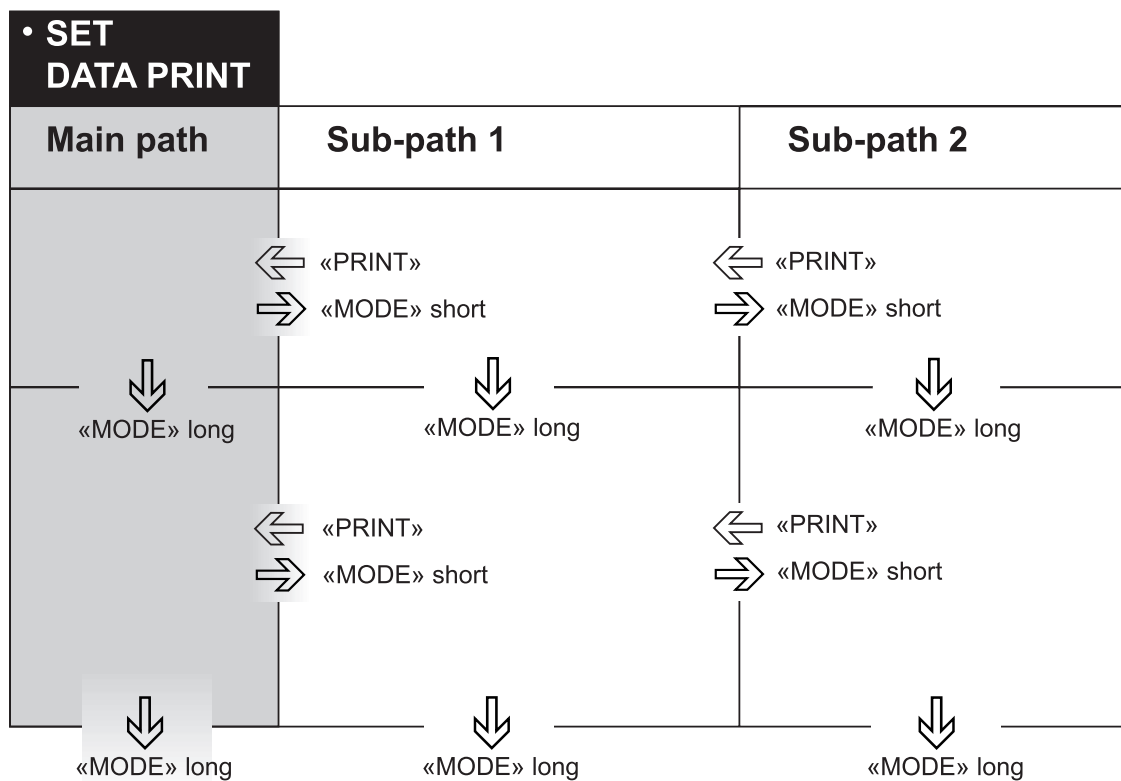 • SET
DATA PRINT
Main path Sub-path 1 Sub-path 2
«PRINT» «PRINT»
«MODE» short «MODE» short
«MODE» long «MODE» long «MODE» long
«PRINT» «PRINT»
«MODE» short «MODE» short
«MODE» long «MODE» long «MODE» long